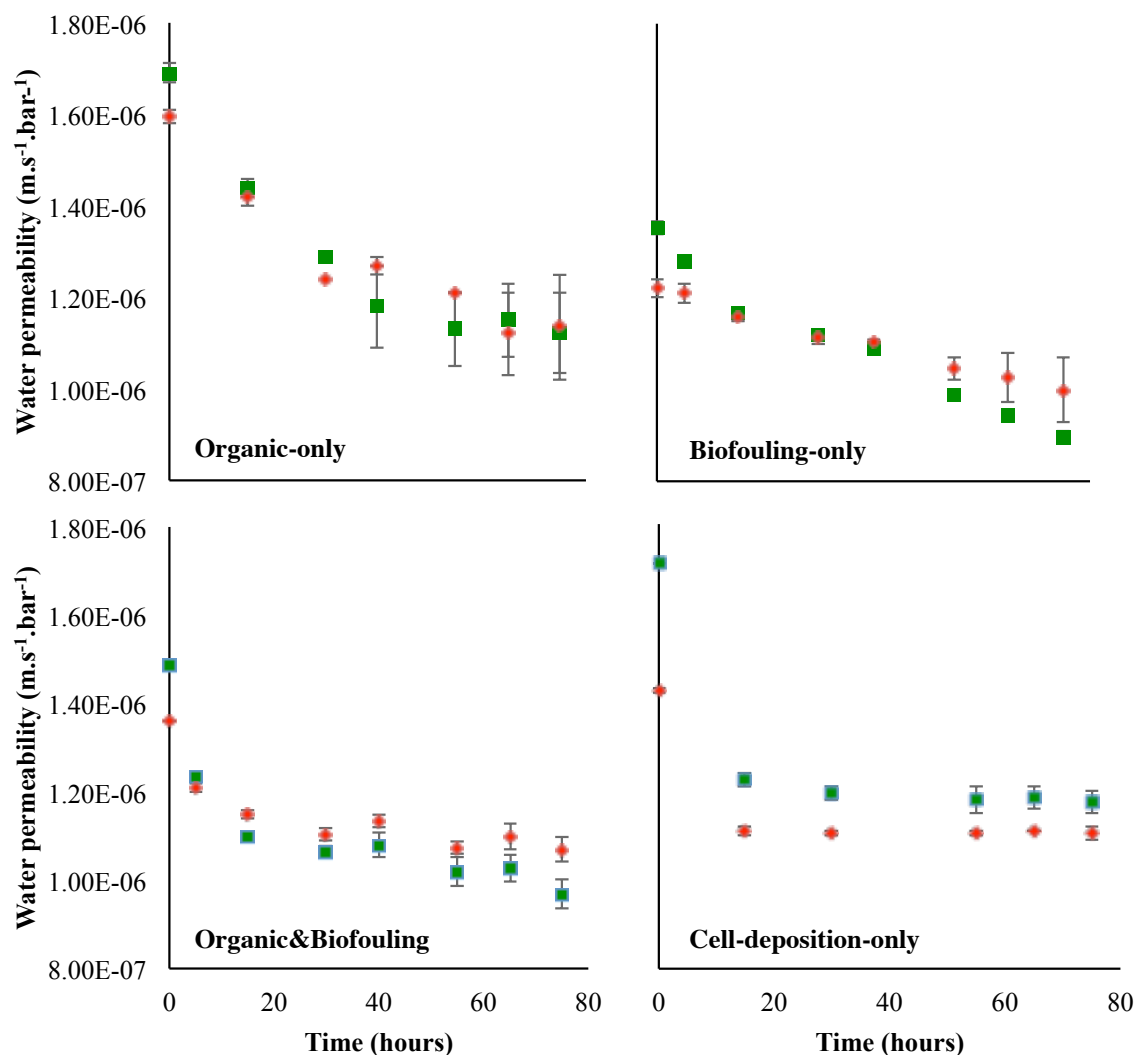 Water permeability (m.s⁻¹.bar-¹)
1.80E-06
1.60E-06
1.40E-06
1.20E-06
1.00E-06
8.00E-07
Organic-only
Biofouling-only
Water permeability (m.s⁻¹.bar⁻¹)
1.80E-06
1.60E-06
1.40E-06
1.20E-06
1.00E-06
8.00E-07
Organic&Biofouling
Cell-deposition-only
0 20 40 60 80
0 20 40 60 80
Time (hours)
Time (hours)